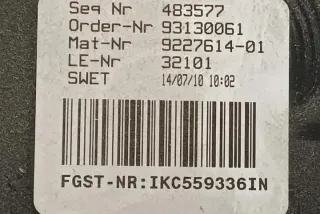 Seq Nr 483577
Order-Nr 93130061
Mat-Nr 9227614-01
LE-Nr 32101
SWET 14/07/10 10:02
FGST-NR:IKC559336IN